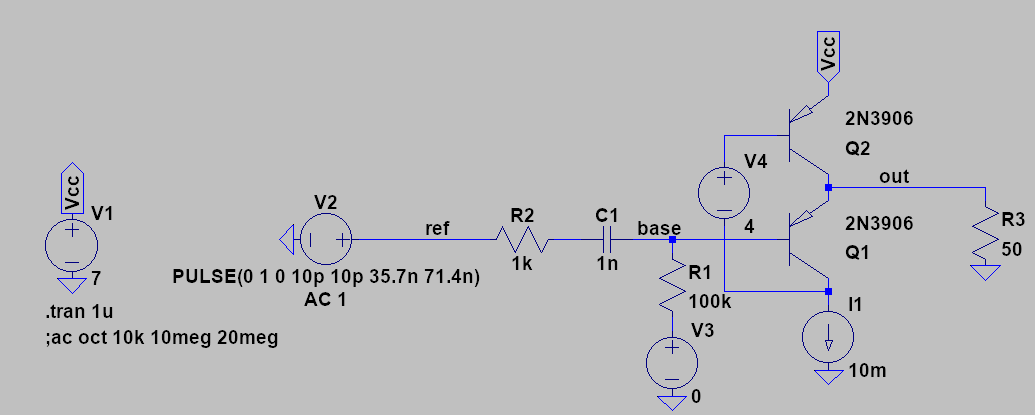 Vcc
2N3906
Q2
V4
4
out
Vcc
V1
7
V2
ref
R2
1k
C1
1n
base
2N3906
Q1
R3
50
PULSE(0 1 0 10p 10p 35.7n 71.4n)
AC 1
R1
100k
I1
10m
V3
0
.tran 1u
;ac oct 10k 10meg 20meg